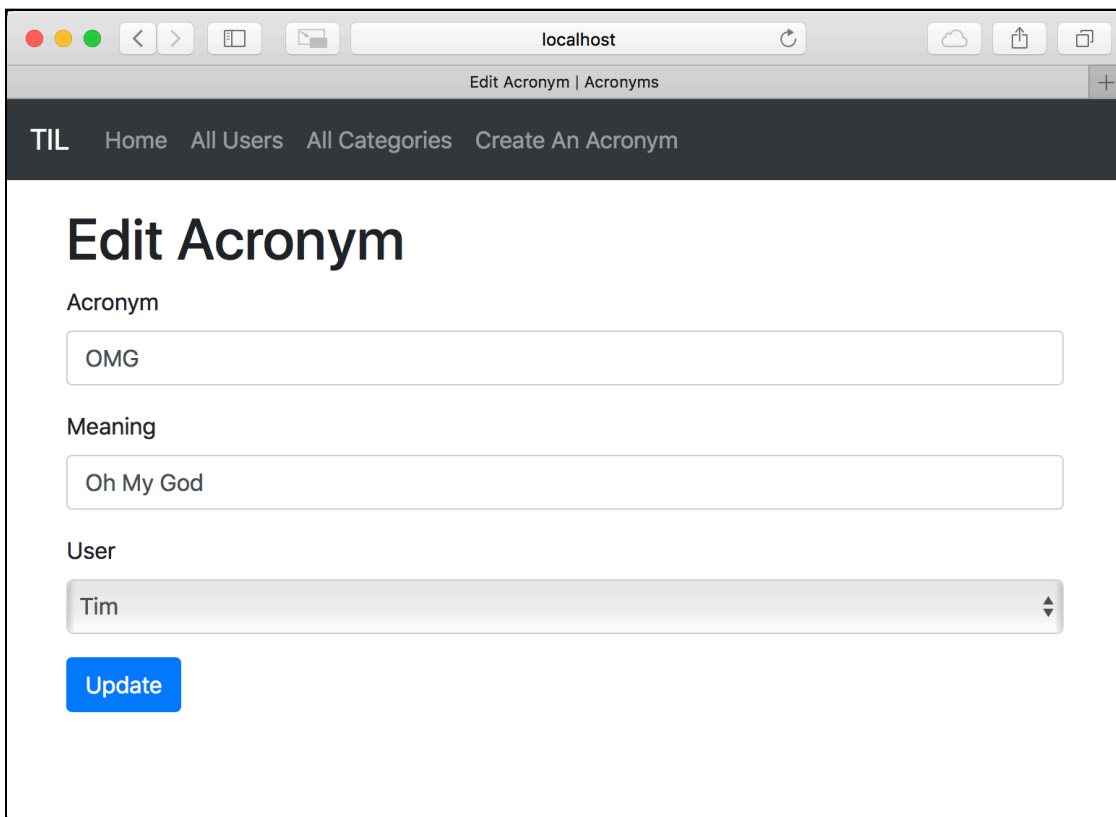 localhost
Edit Acronym | Acronyms
TIL Home All Users All Categories Create An Acronym
Edit Acronym
Acronym
OMG
Meaning
Oh My God
User
Tim
Update